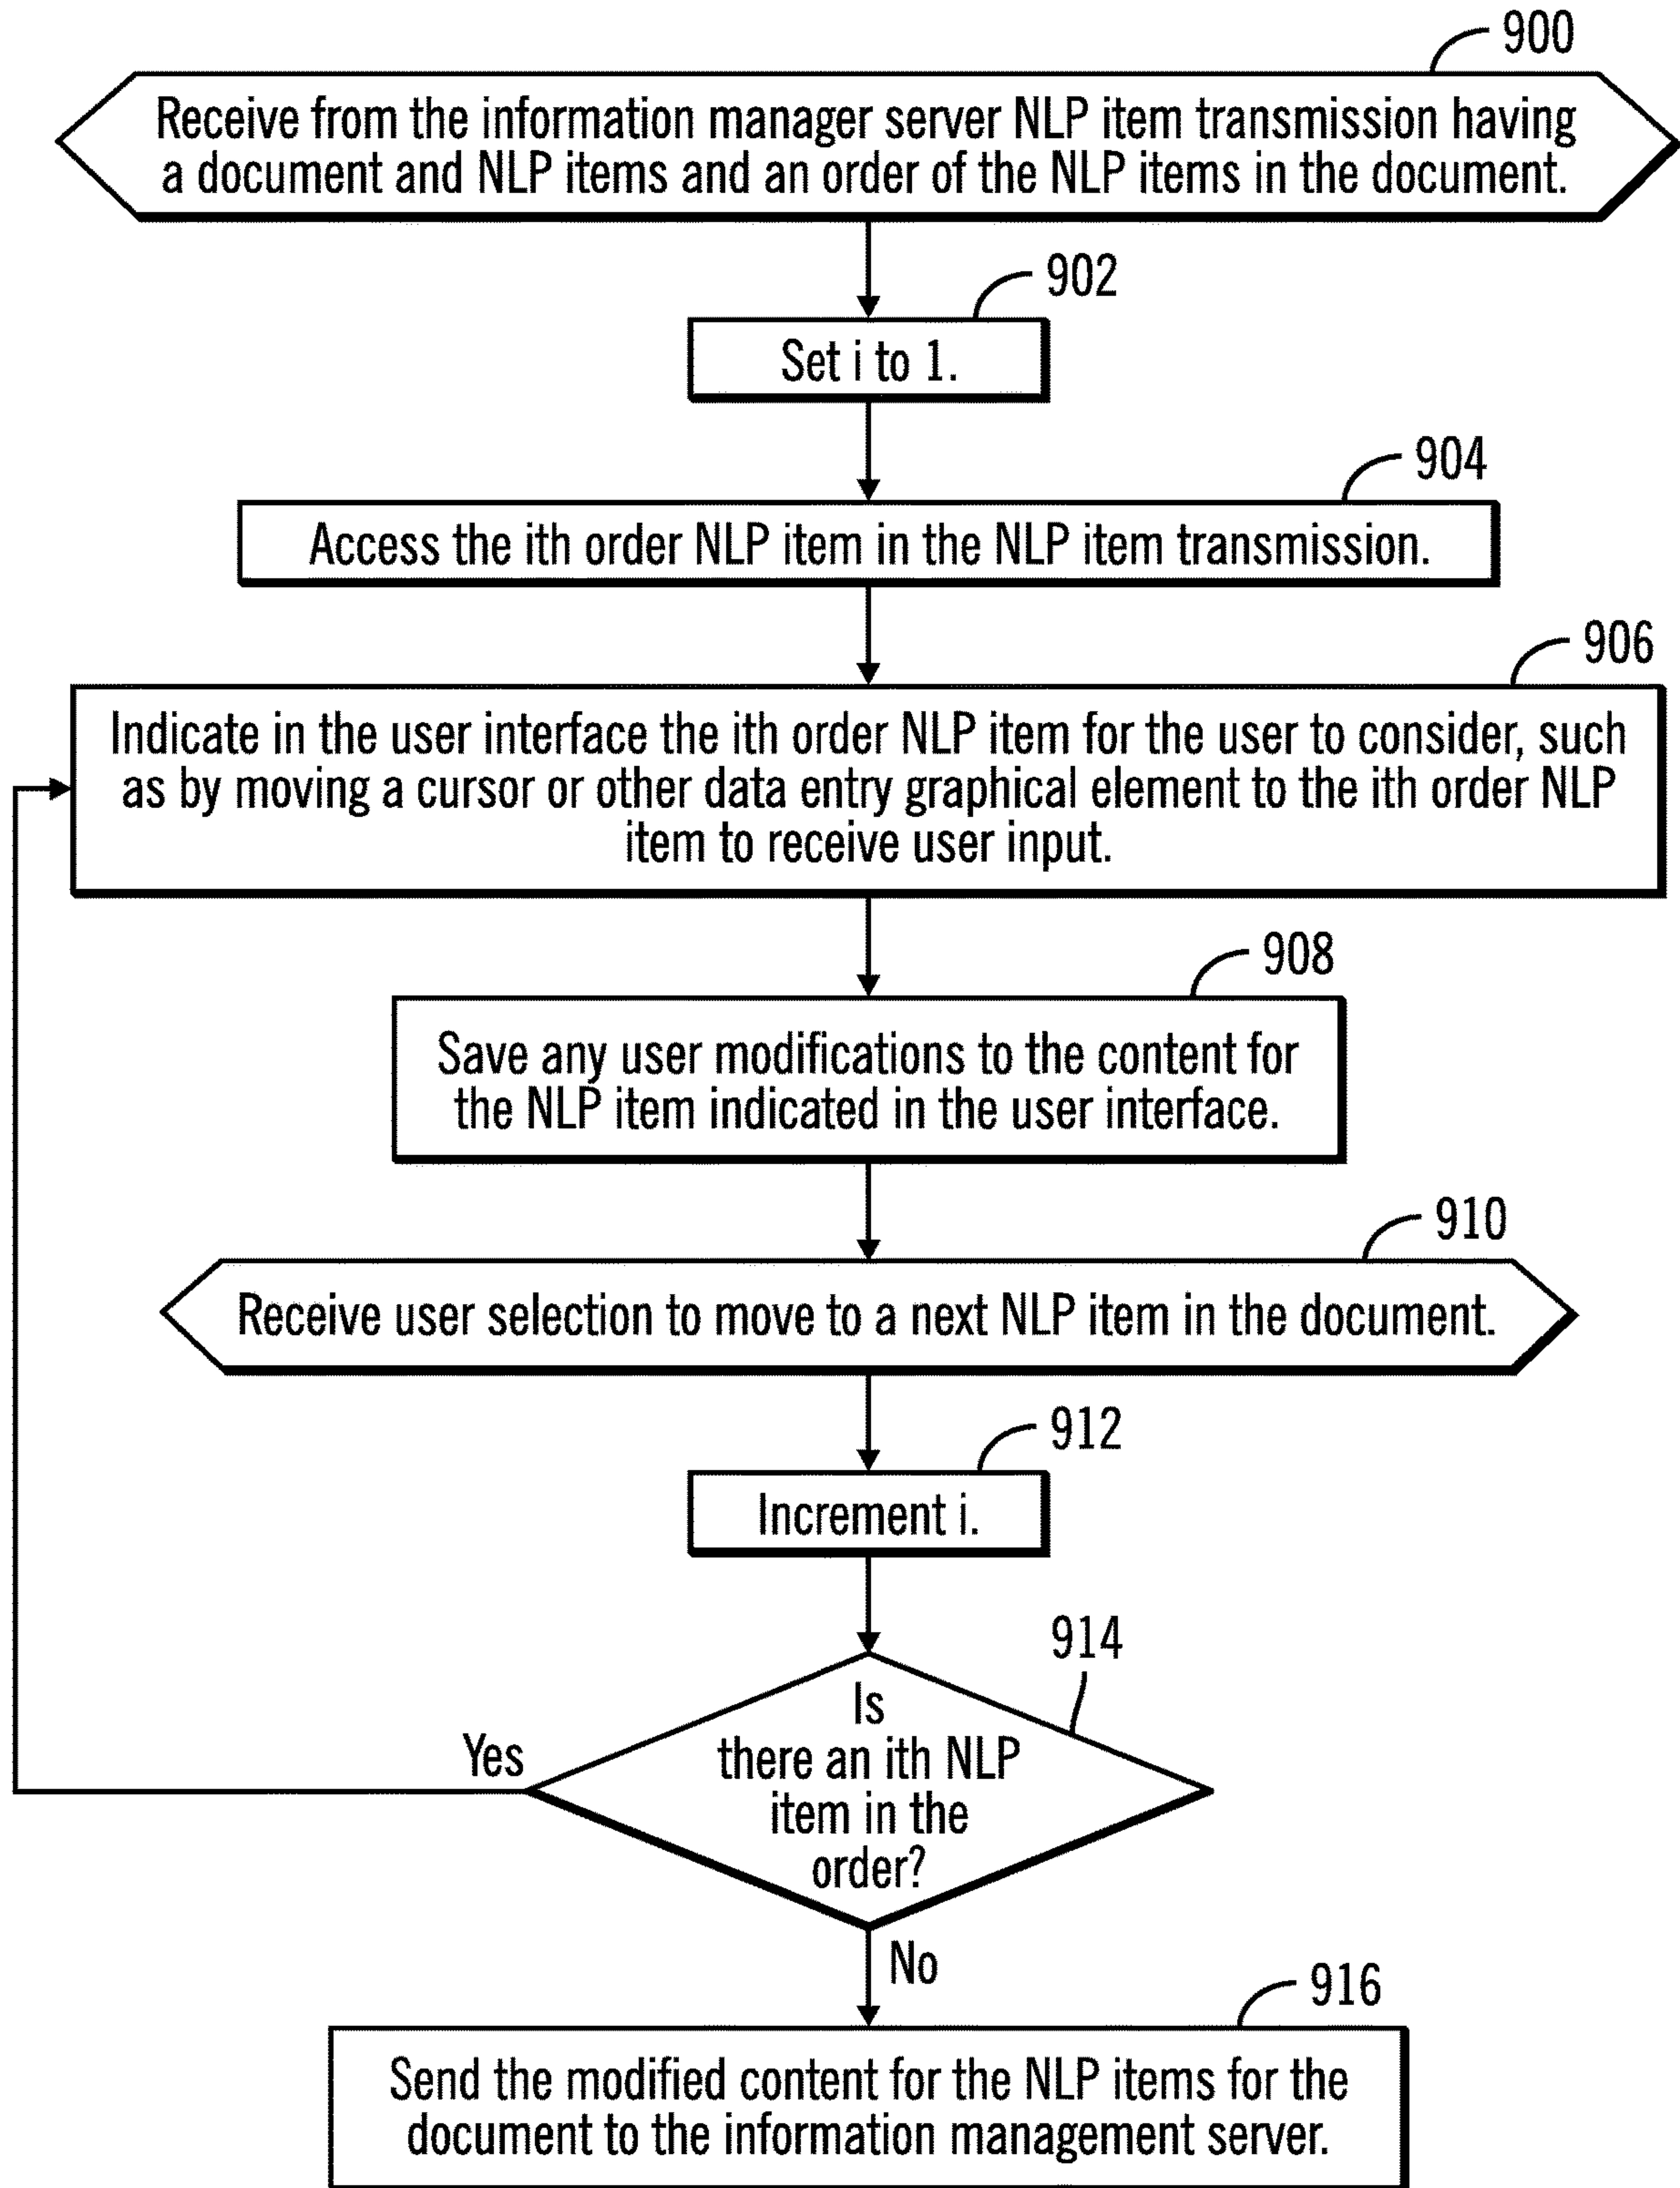 900
Receive from the information manager server NLP item transmission having
a document and NLP items and an order of the NLP items in the document.
902
Set i to 1.
904
Access the ith order NLP item in the NLP item transmission.
906
Indicate in the user interface the ith order NLP item for the user to consider, such
as by moving a cursor or other data entry graphical element to the ith order NLP
item to receive user input.
908
Save any user modifications to the content for
the NLP item indicated in the user interface.
910
Receive user selection to move to a next NLP item in the document.
912
Increment i.
914
Is
there an ith NLP
item in the
order?
Yes
No
916
Send the modified content for the NLP items for the
document to the information management server.